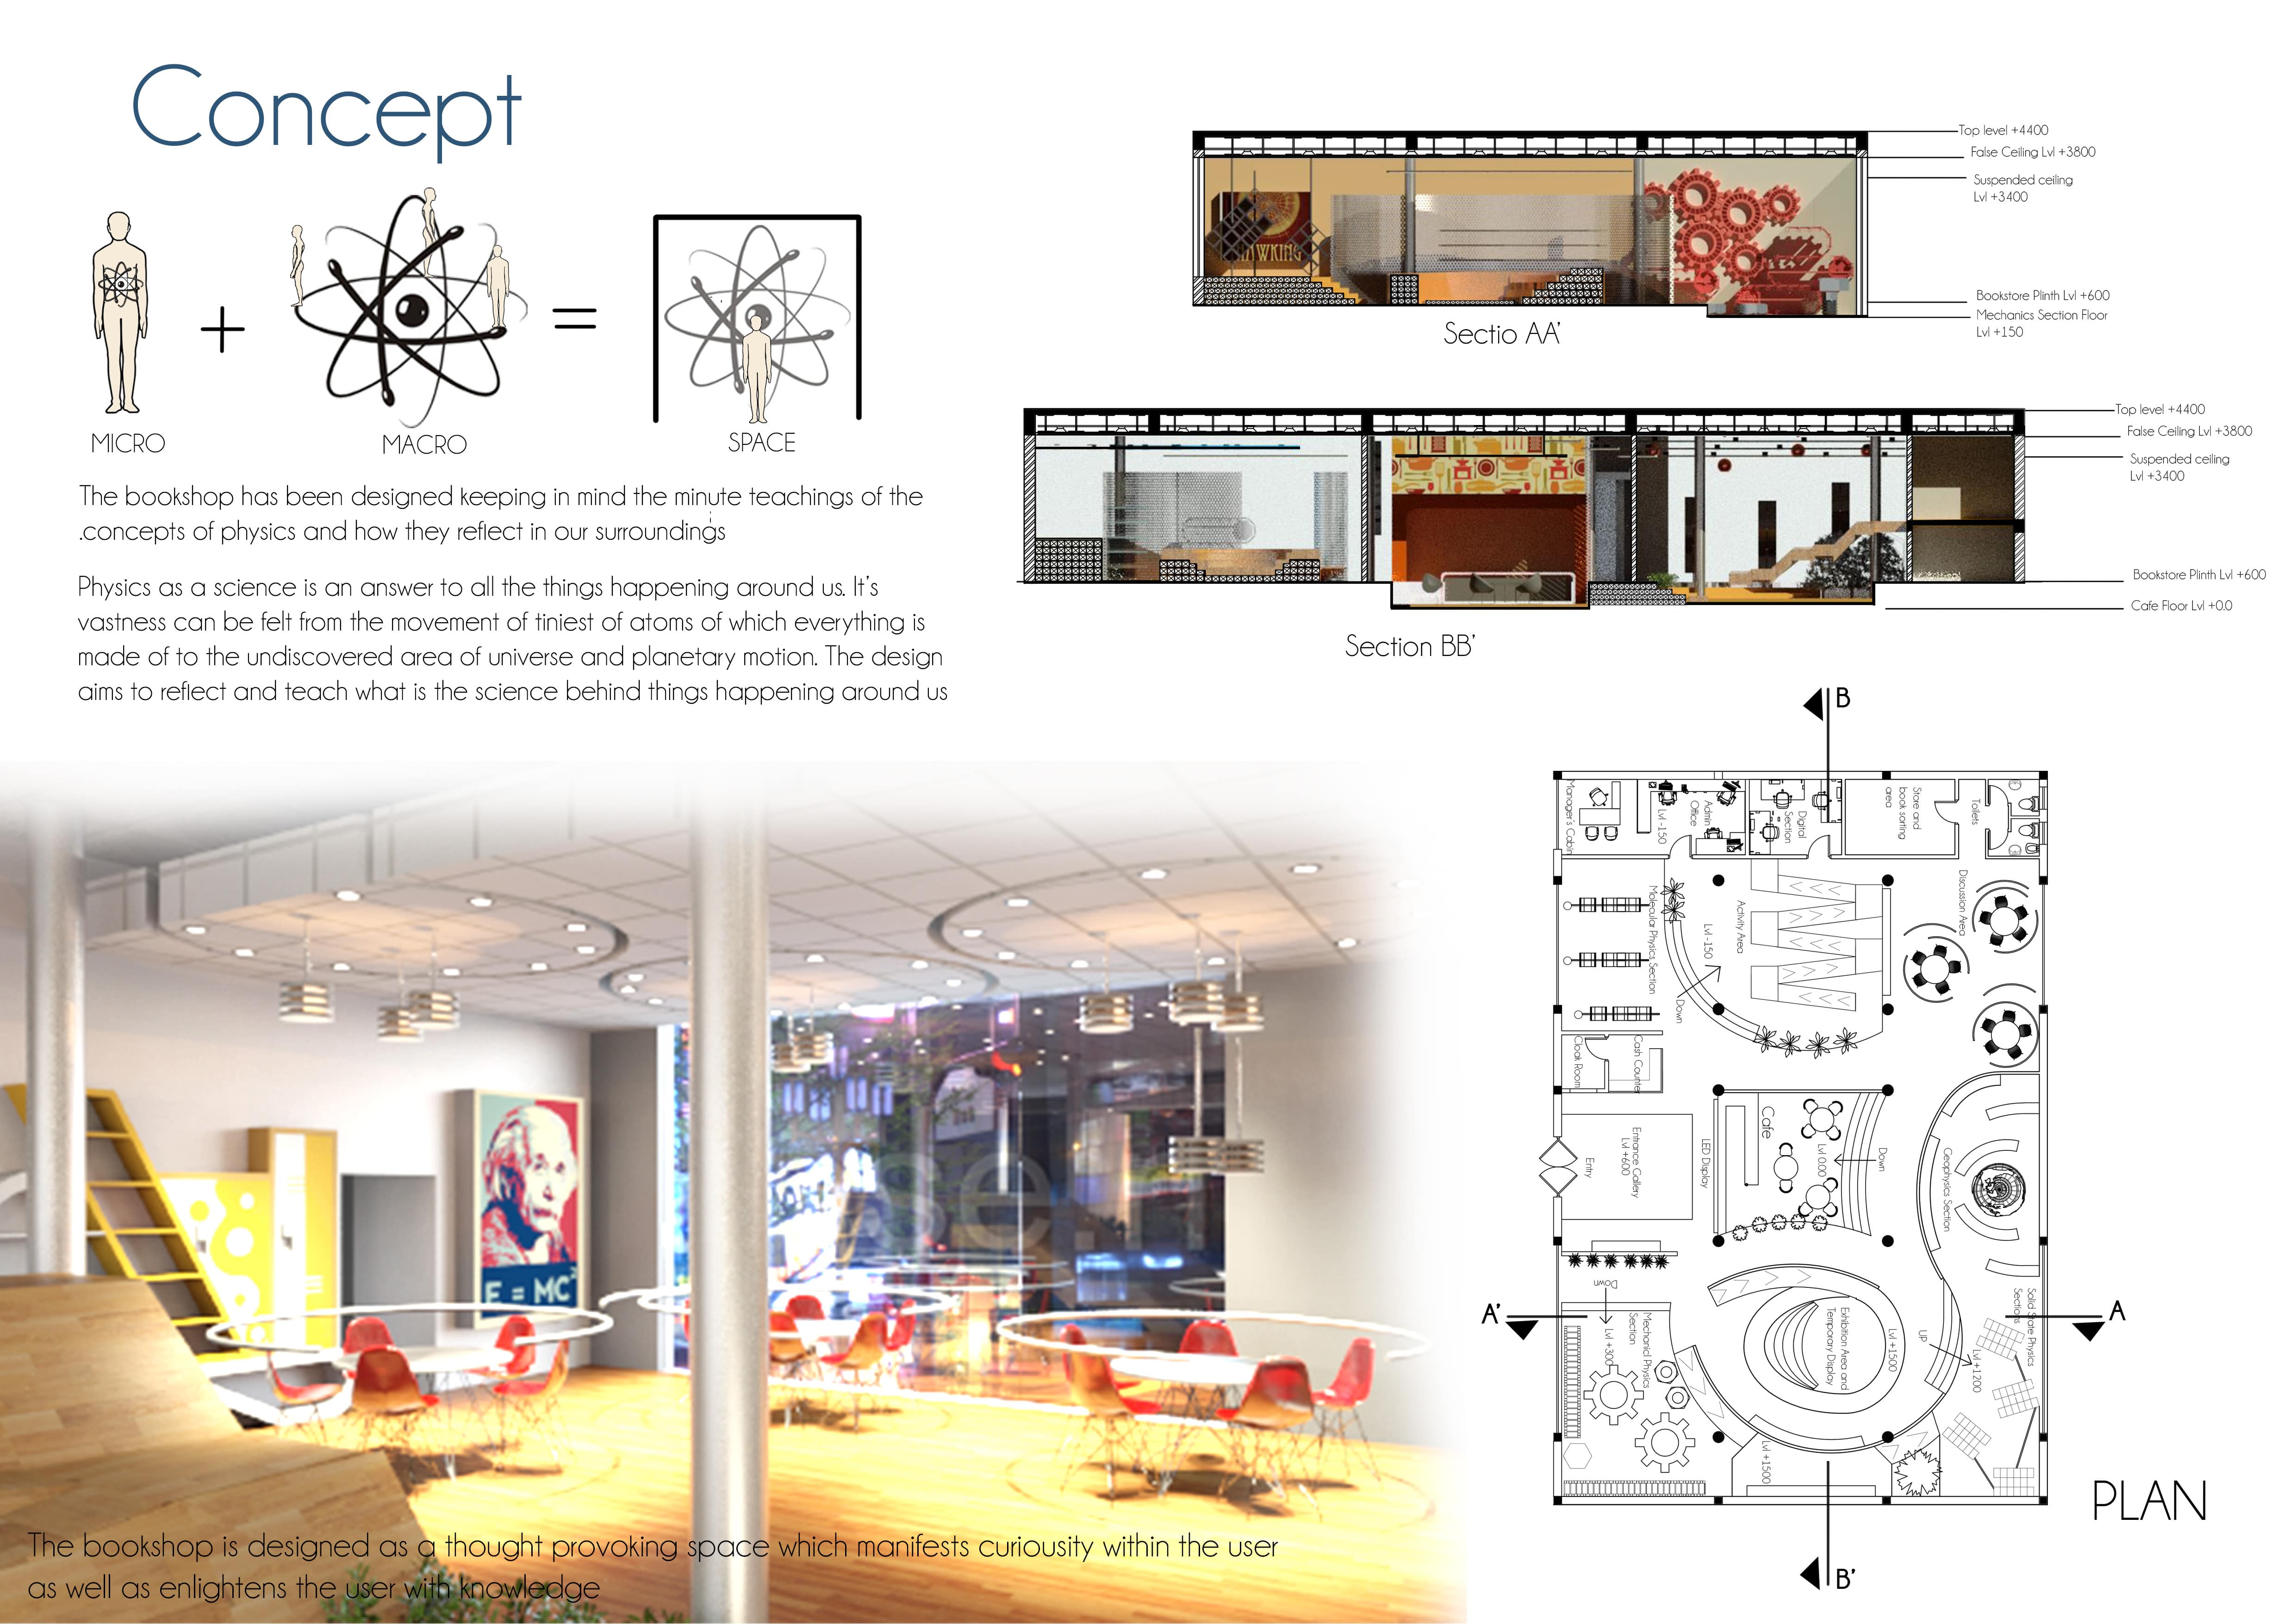 Concept
MICRO
+
MACRO
=
SPACE
The bookshop has been designed keeping in mind the minute teachings of the
.concepts of physics and how they reflect in our surroundings
Physics as a science is an answer to all the things happening around us. It's
vastness can be felt from the movement of tiniest of atoms of which everything is
made of to the undiscovered area of universe and planetary motion. The design
aims to reflect and teach what is the science behind things happening around us
Top level +4400
False Ceiling Lvl +3800
Suspended ceiling
Lvl +3400
Bookstore Plinth Lvl +600
Mechanics Section Floor
Lvl +150
Sectio AA'
Top level +4400
False Ceiling Lvl +3800
Suspended ceiling
Lvl +3400
Bookstore Plinth Lvl +600
Cafe Floor Lvl +0.0
Section BB'
B
Manager's Cabin
Admin
Office
Lvl -150
Digital
Section
Store and
book sorting
area
Toilets
Discussion Area
Molecular Physics Section
Activity Area
Lvl -150
Down
Cloak Room
Cash Counter
Cafe
Lvl 0.00
Down
Entrance Gallery
Lvl +600
Entry
LED Display
Geophysics Section
Down
Lvl +300
Mechanid Physics
Section
Exhibition Area and
Temporary Display
Lvl +1500
UP
Lvl +1200
Solid State Physics
Sections
Lvl +1500
A'
A
B'
PLAN
E = MC²
se.
The bookshop is designed as a thought provoking space which manifests curiousity within the user
as well as enlightens the user with knowledge